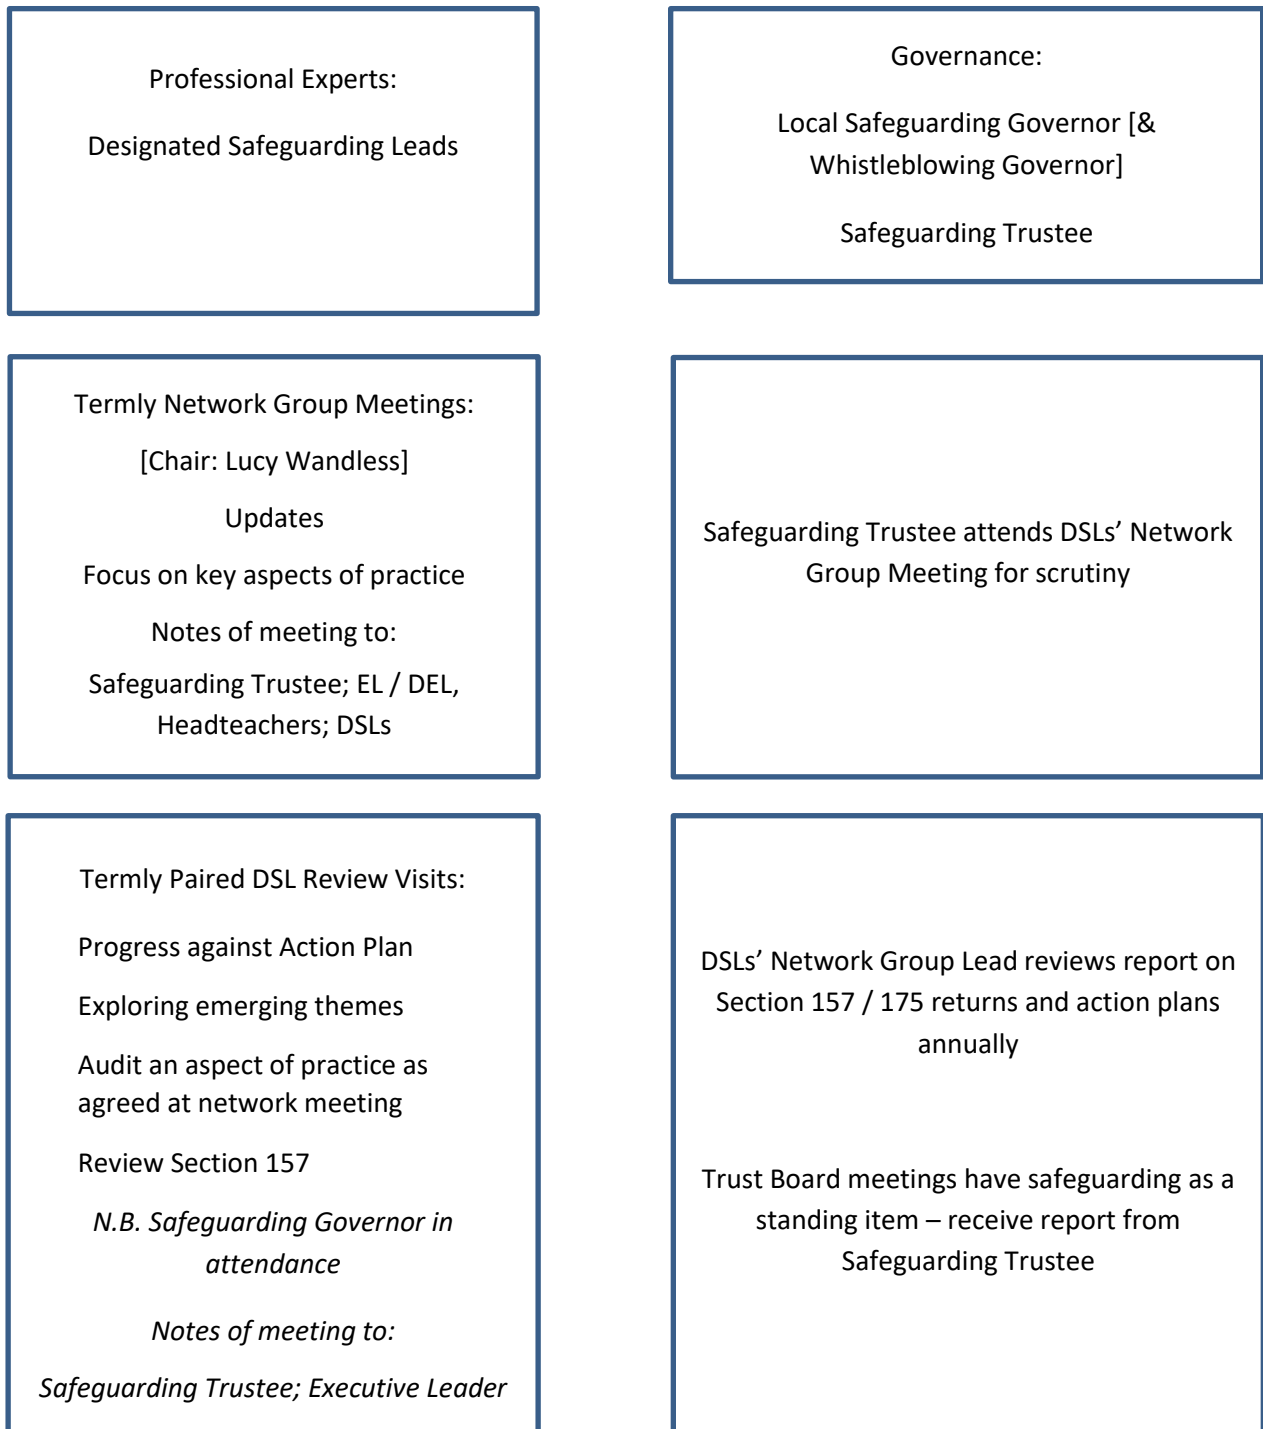 Professional Experts:
Designated Safeguarding Leads
Governance:
Local Safeguarding Governor [&
Whistleblowing Governor]
Safeguarding Trustee
Termly Network Group Meetings:
[Chair: Lucy Wandless]
Updates
Focus on key aspects of practice
Notes of meeting to:
Safeguarding Trustee; EL / DEL,
Headteachers; DSLs
Safeguarding Trustee attends DSLs’ Network
Group Meeting for scrutiny
Termly Paired DSL Review Visits:
Progress against Action Plan
Exploring emerging themes
Audit an aspect of practice as
agreed at network meeting
Review Section 157
N.B. Safeguarding Governor in
attendance
Notes of meeting to:
Safeguarding Trustee; Executive Leader
DSLs’ Network Group Lead reviews report on
Section 157 / 175 returns and action plans
annually
Trust Board meetings have safeguarding as a
standing item – receive report from
Safeguarding Trustee